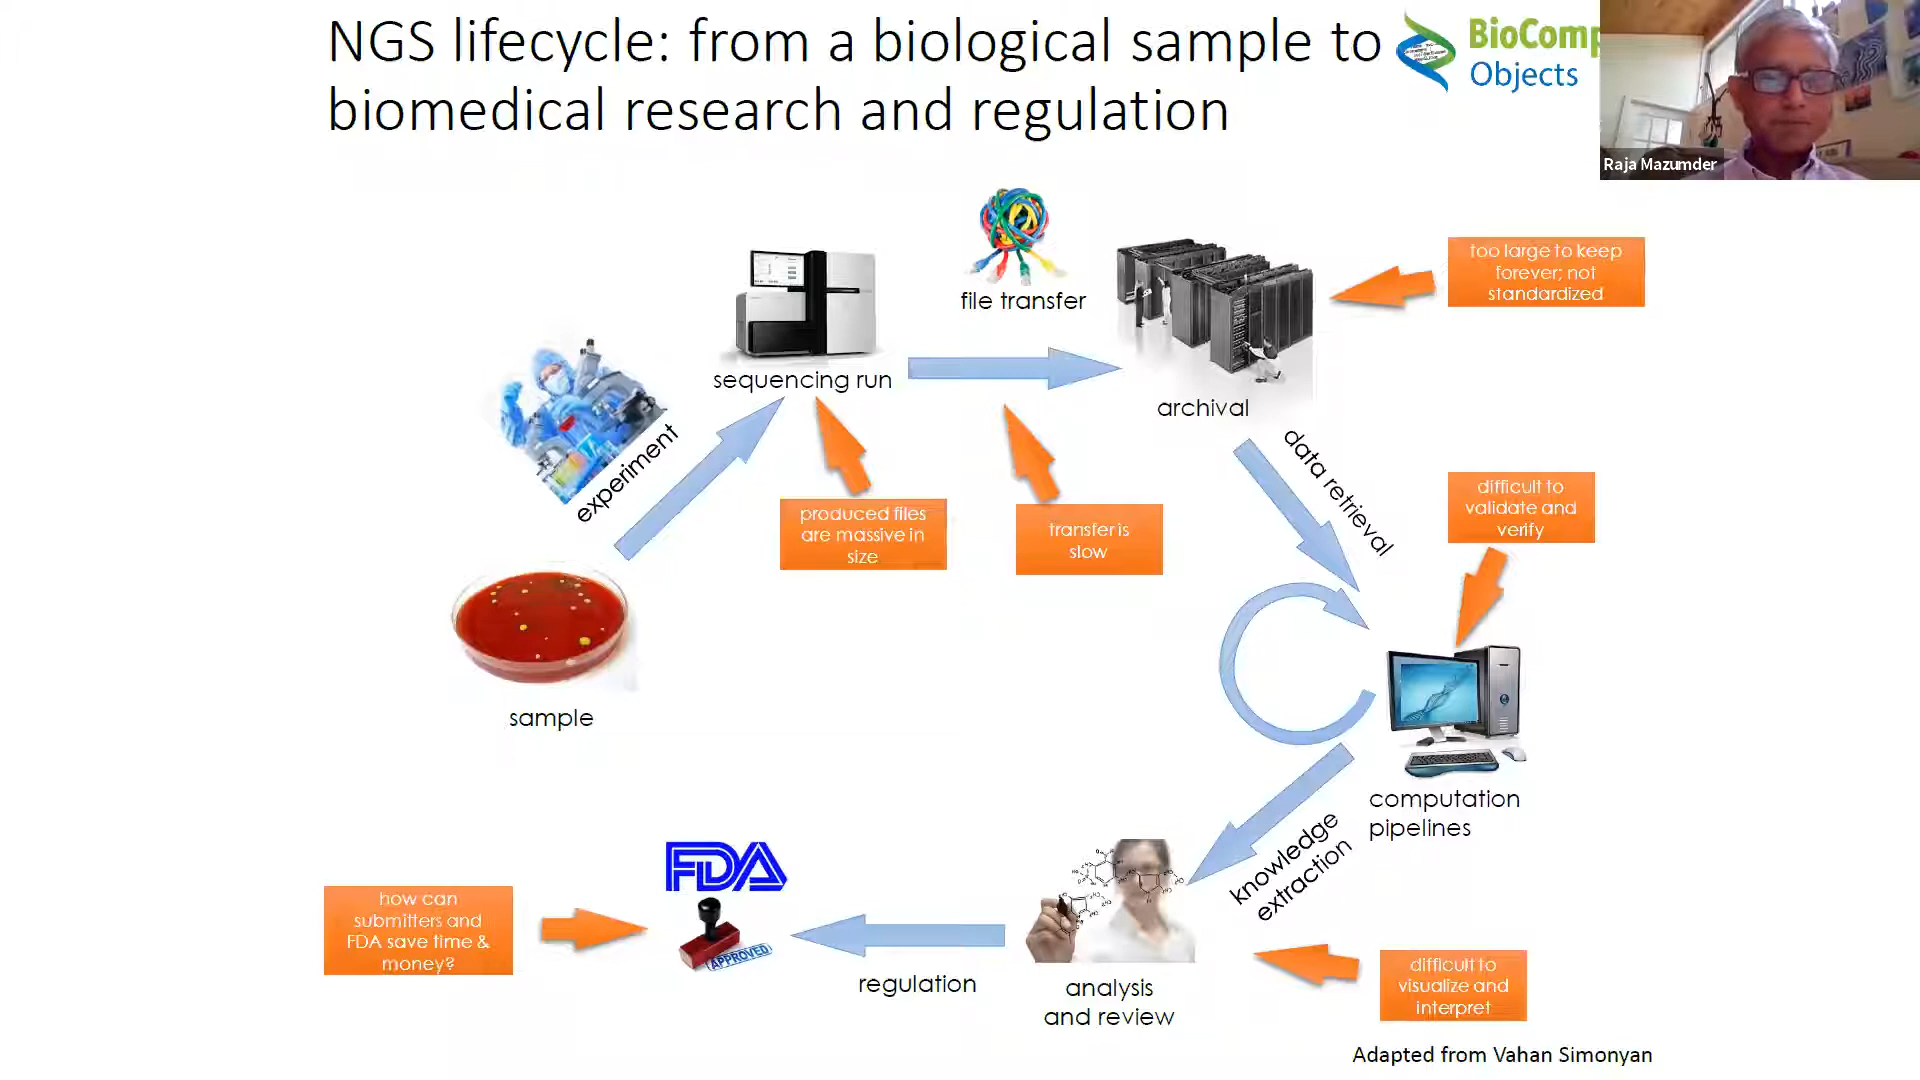 NGS lifecycle: from a biological sample to
biomedical research and regulation
BioComp
Objects
Raja Mazumder
file transfer
too large to keep
forever; not
standardized
sequencing run
archival
experiment
data retrieval
produced files
are massive in
size
transfer is
slow
difficult to
validate and
verify
sample
computation
pipelines
knowledge
extraction
FDA
APPROVED
how can
submitters and
FDA save time &
money?
regulation
analysis
and review
difficult to
visualize and
interpret
Adapted from Vahan Simonyan